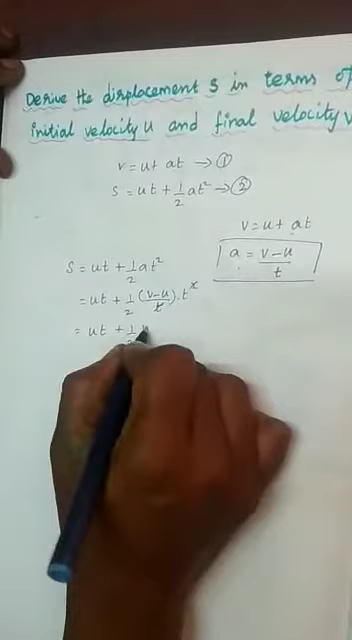 Derive the displacement S in terms of
initial velocity u and final velocity v
v = u + at → ①
S = ut + 1/2 at² → ②
v = u + at
a = (v-u)/t
S = ut + 1/2 at²
= ut + 1/2 (v-u)/t . t²
= ut + 1/2